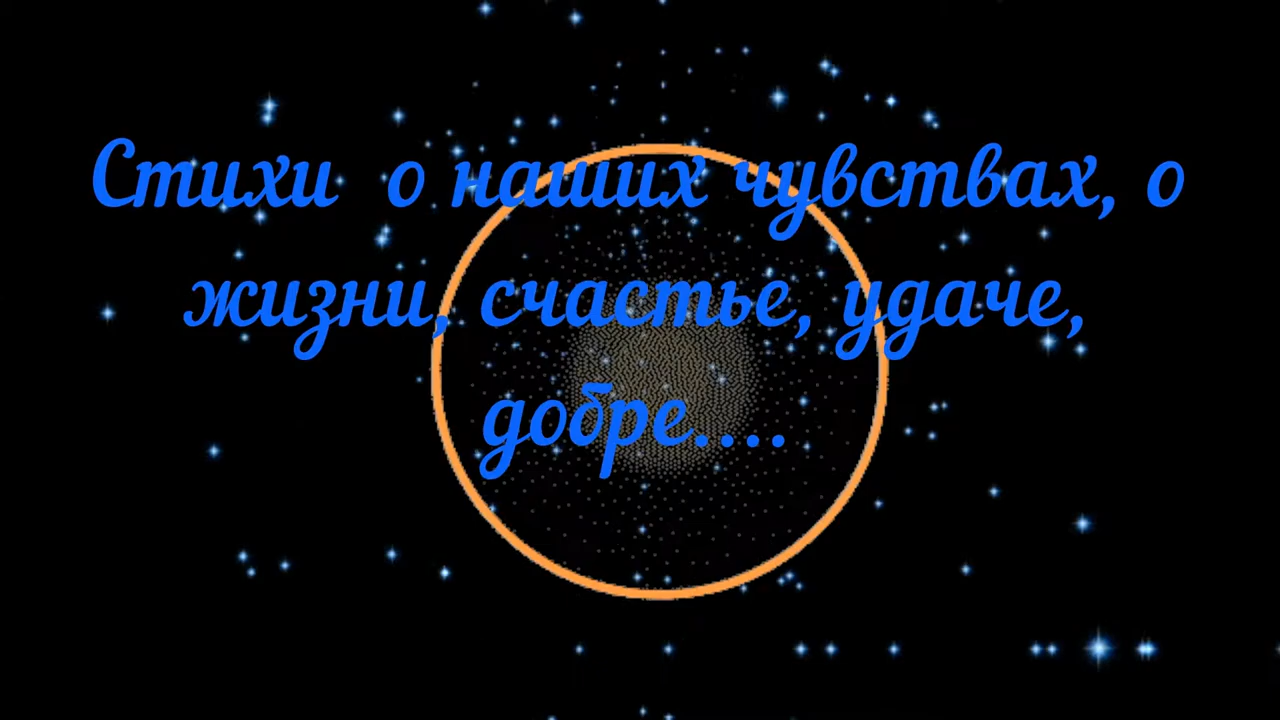 Стихи о наших чувствах, о
жизни, счастье, удаче,
добре....